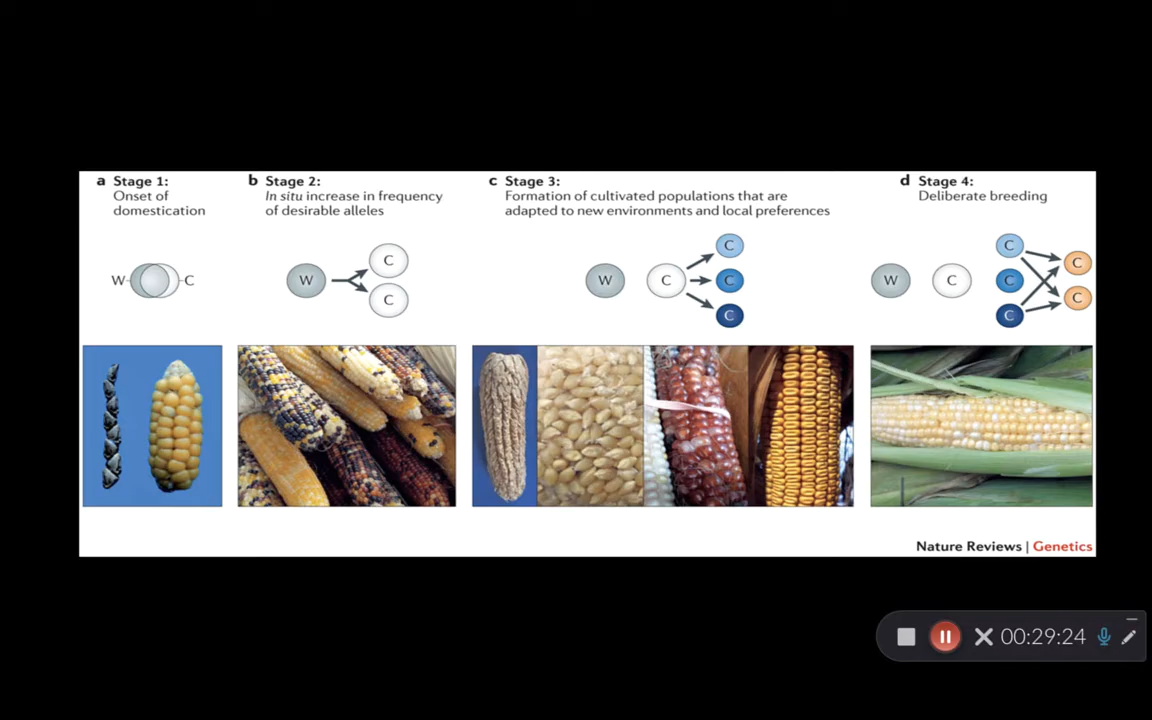 a Stage 1:
Onset of
domestication
W C
b Stage 2:
In situ increase in frequency
of desirable alleles
W C
C
c Stage 3:
Formation of cultivated populations that are
adapted to new environments and local preferences
W C C
C
C
d Stage 4:
Deliberate breeding
W C C C
C C
C
Nature Reviews | Genetics
00:29:24